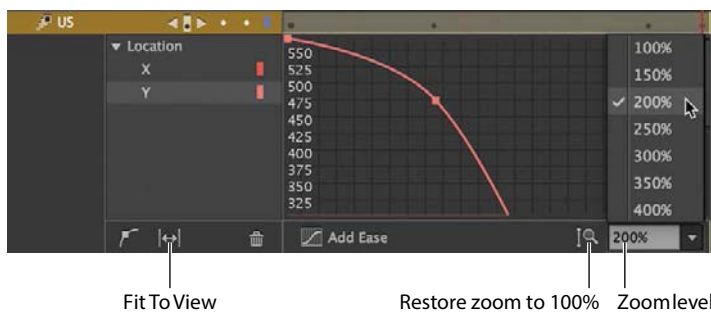 US
Location
X
Y
550
525
500
475
450
425
400
375
350
325
100%
150%
200%
250%
300%
350%
400%
Add Ease
200%
Fit To View
Restore zoom to 100%
Zoom level